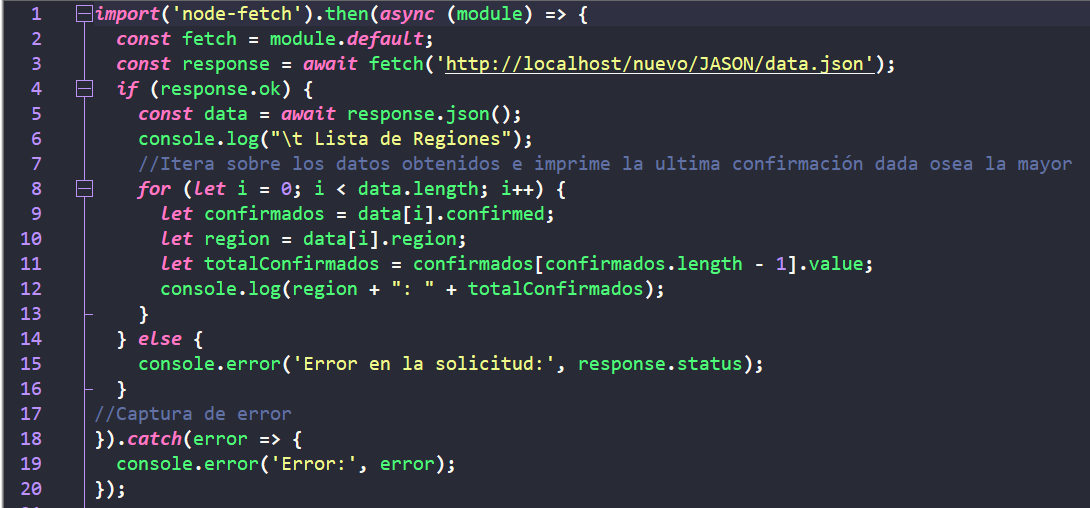 1 import('node-fetch').then(async (module) => {
2 const fetch = module.default;
3 const response = await fetch('http://localhost/nuevo/JASON/data.json');
4 if (response.ok) {
5 const data = await response.json();
6 console.log("\t Lista de Regiones");
7 //Itera sobre los datos obtenidos e imprime la ultima confirmación dada osea la mayor
8 for (let i = 0; i < data.length; i++) {
9 let confirmados = data[i].confirmed;
10 let region = data[i].region;
11 let totalConfirmados = confirmados[confirmados.length - 1].value;
12 console.log(region + ": " + totalConfirmados);
13 }
14 } else {
15 console.error('Error en la solicitud:', response.status);
16 }
17 //Captura de error
18 }).catch(error => {
19 console.error('Error:', error);
20 });